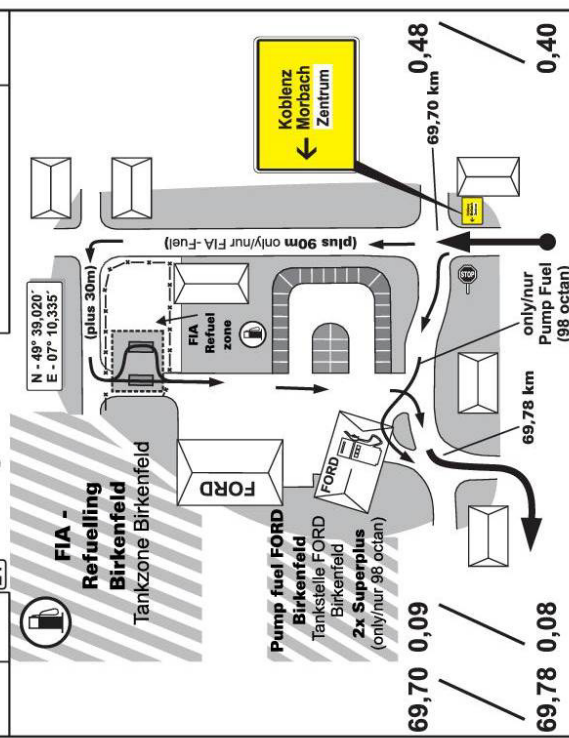 FIA -
Refuelling
Birkenfeld
Tankzone Birkenfeld
N - 49° 39,020´
E - 07° 10,335´
(plus 30m)
(plus 90m only/nur FIA-Fuel)
FIA
Refuel
zone
FORD
FORD
Pump fuel FORD
Birkenfeld
Tankstelle FORD
Birkenfeld
2x Superplus
(only/nur 98 octan)
Koblenz
Morbach
Zentrum
69,70 km
STOP
only/nur
Pump Fuel
(98 octan)
69,78 km
69,70
0,09
0,48
69,78
0,08
0,40